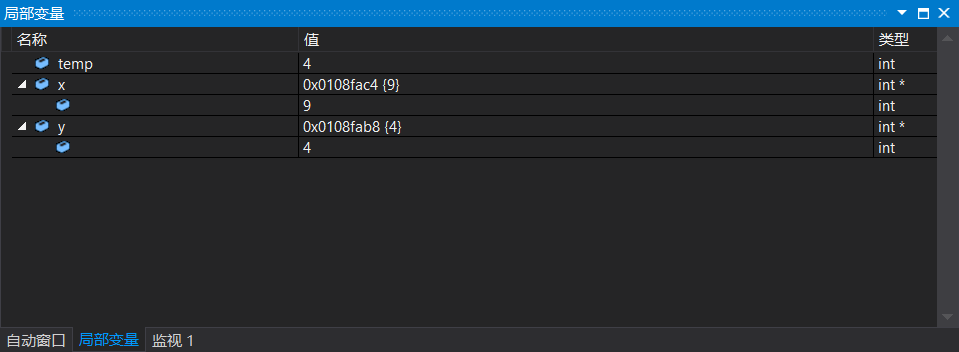 局部变量
名称 值 类型
temp 4 int
x 0x0108fac4 {9} int *
9 int
y 0x0108fab8 {4} int *
4 int
自动窗口 局部变量 监视 1